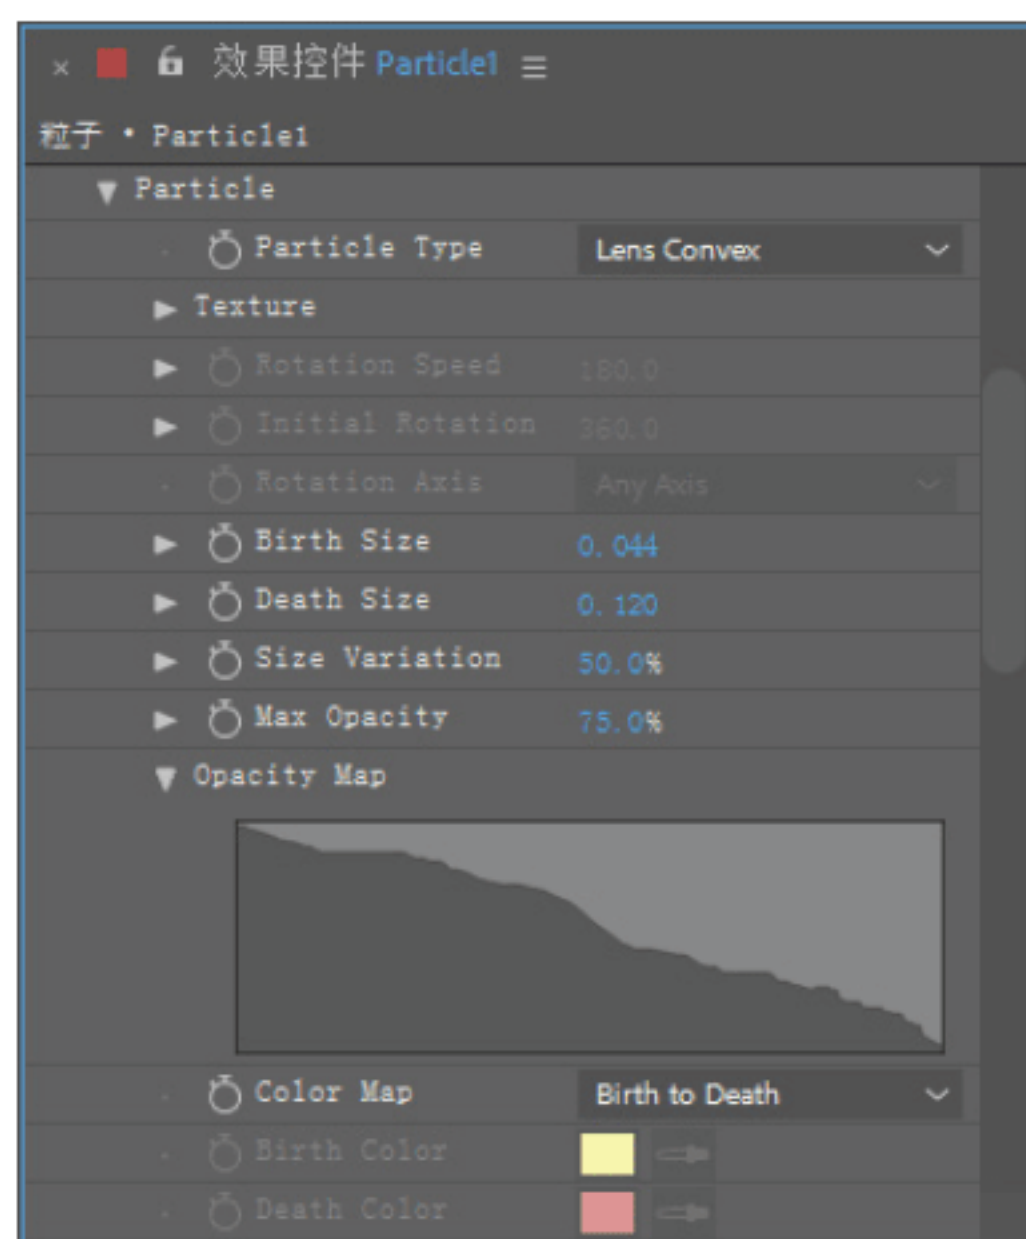 效果控件 Particle1
粒子 • Particle1
Particle
Particle Type Lens Convex
Texture
Rotation Speed 180.0
Initial Rotation 360.0
Rotation Axis Any Axis
Birth Size 0.044
Death Size 0.120
Size Variation 50.0%
Max Opacity 75.0%
Opacity Map
Color Map Birth to Death
Birth Color
Death Color